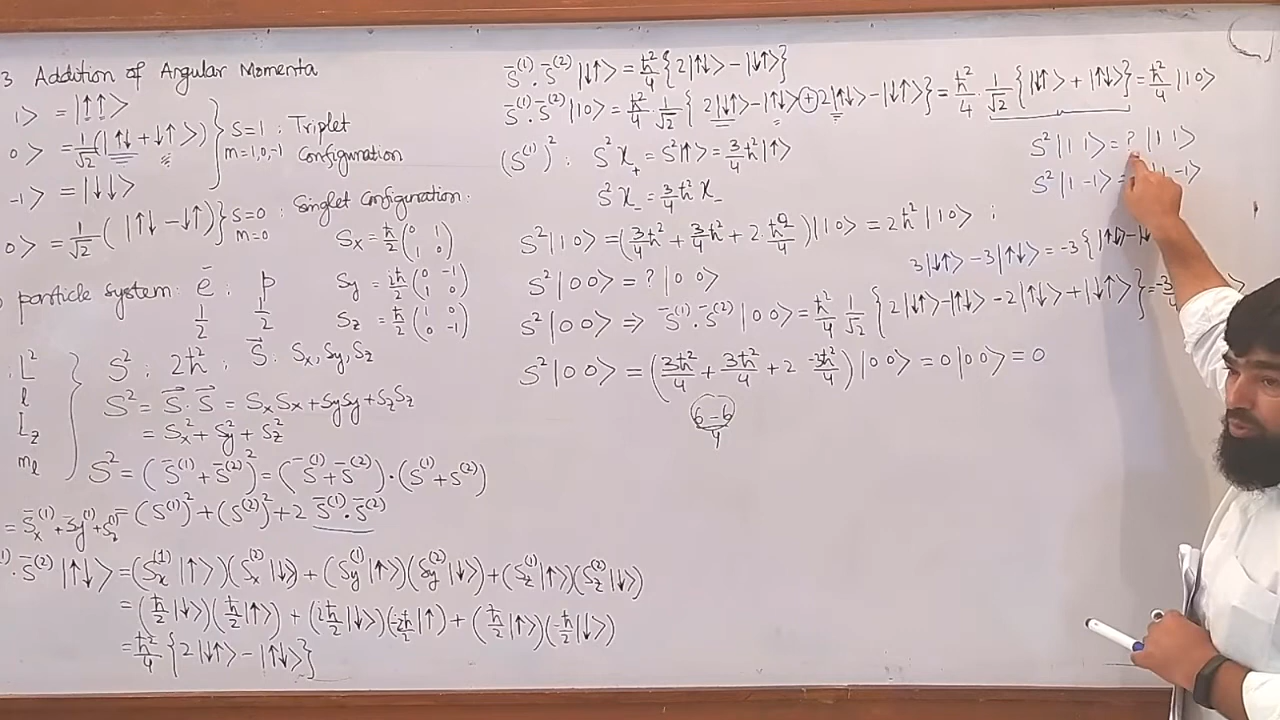 3 Addition of Angular Momenta
1⟩ = |↑↑⟩
0⟩ = 1/√2 (|↑↓ + ↓↑⟩)
-1⟩ = |↓↓⟩
} S=1 : Triplet
m=1,0,-1 Configuration
0⟩ = 1/√2 ( |↑↓ − ↓↑⟩ } S=0 : Singlet Configuration:
m=0
particle system: ē : p
1/2 1/2
Sx = ħ/2 (0 1
1 0)
Sy = iħ/2 (0 −1
1 0)
Sz = ħ/2 (1 0
0 −1)
: L²
l
Lz
mℓ
S² : 2ħ² : S⃗ : Sx, Sy, Sz
S² = S⃗ · S⃗ = SxSx + SySy + SzSz
= Sx² + Sy² + Sz²
S² = (S̄⁽¹⁾ + S̄⁽²⁾)² = (S̄⁽¹⁾ + S̄⁽²⁾)·(S⁽¹⁾ + S⁽²⁾)
= (S⁽¹⁾)² + (S⁽²⁾)² + 2 S̄⁽¹⁾·S̄⁽²⁾
= S̄x⁽¹⁾ + S̄y⁽¹⁾ + Sz⁽¹⁾
⁽¹⁾·S̄⁽²⁾ |↑↓⟩ = (Sx⁽¹⁾|↑⟩)(Sx⁽²⁾|↓⟩) + (Sy⁽¹⁾|↑⟩)(Sy⁽²⁾|↓⟩) + (Sz⁽¹⁾|↑⟩)(Sz⁽²⁾|↓⟩)
= (ħ/2 |↓⟩)(ħ/2 |↑⟩) + (iħ/2 |↓⟩)(−iħ/2 |↑⟩) + (ħ/2 |↑⟩)(−ħ/2 |↓⟩)
= ħ²/4 {2|↓↑⟩ − |↑↓⟩}
S̄⁽¹⁾·S̄⁽²⁾ |↓↑⟩ = ħ²/4 {2|↑↓⟩ − |↓↑⟩}
S̄⁽¹⁾·S̄⁽²⁾ |1 0⟩ = ħ²/4 · 1/√2 { 2|↓↑⟩ − |↑↓⟩ + 2|↑↓⟩ − |↓↑⟩ } = ħ²/4 · 1/√2 {|↓↑⟩ + |↑↓⟩} = ħ²/4 |1 0⟩
(S⁽¹⁾)² : S² χ₊ = S²|↑⟩ = 3/4 ħ² |↑⟩
S² χ₋ = 3/4 ħ² χ₋
S² |1 1⟩ = ? |1 1⟩
S² |1 −1⟩ = 1 −1⟩
S² |1 0⟩ = (3/4 ħ² + 3/4 ħ² + 2 · ħ²/4) |1 0⟩ = 2ħ² |1 0⟩ ;
S² |0 0⟩ = ? |0 0⟩
3|↓↑⟩ − 3|↑↓⟩ = −3 {|↑↓⟩ − |↓
S² |0 0⟩ ⇒ S̄⁽¹⁾·S̄⁽²⁾ |0 0⟩ = ħ²/4 1/√2 { 2|↓↑⟩ − |↑↓⟩ − 2|↑↓⟩ + |↓↑⟩ } = −3
S² |0 0⟩ = (3ħ²/4 + 3ħ²/4 + 2 −3ħ²/4) |0 0⟩ = 0 |0 0⟩ = 0
6 − 6
4